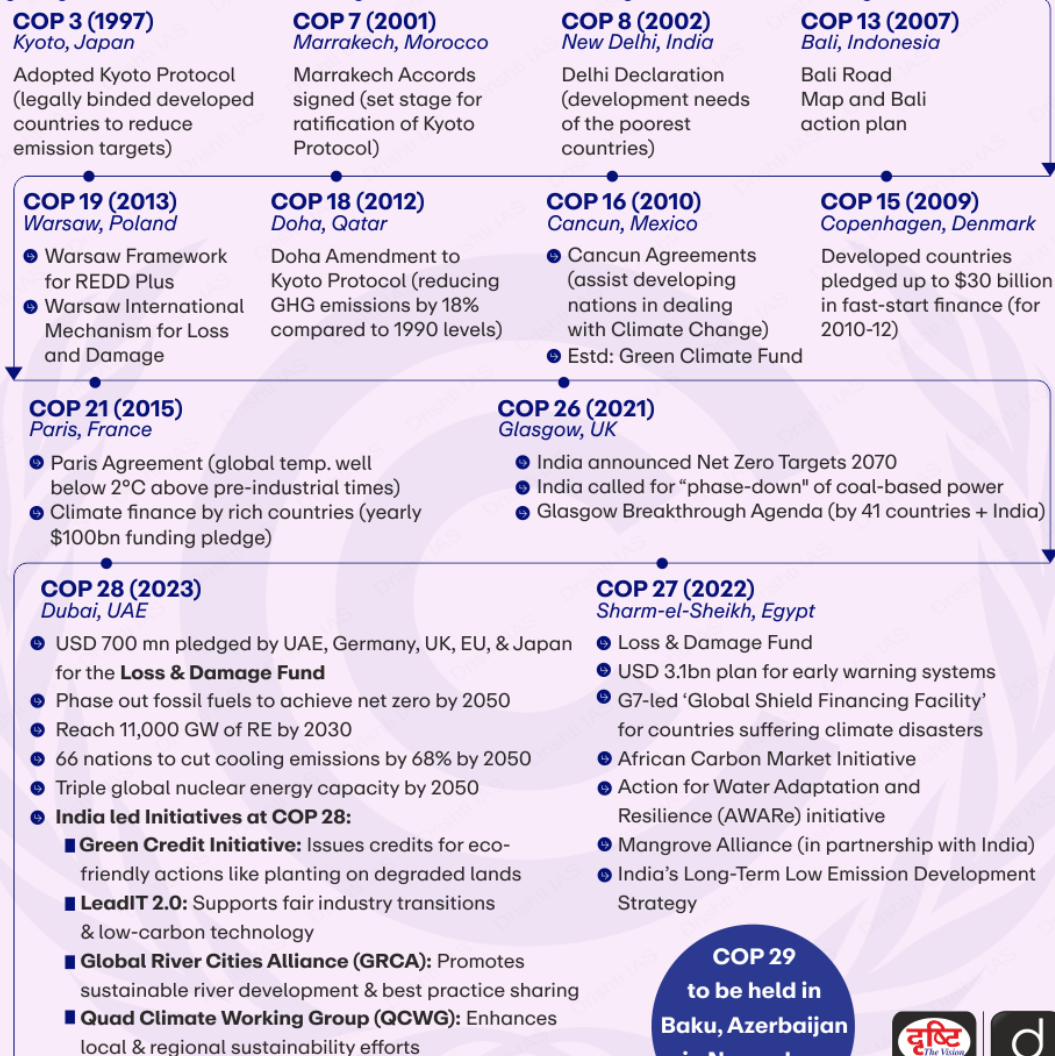 COP 3 (1997)
Kyoto, Japan
Adopted Kyoto Protocol
(legally binded developed
countries to reduce
emission targets)
COP 7 (2001)
Marrakech, Morocco
Marrakech Accords
signed (set stage for
ratification of Kyoto
Protocol)
COP 8 (2002)
New Delhi, India
Delhi Declaration
(development needs
of the poorest
countries)
COP 13 (2007)
Bali, Indonesia
Bali Road
Map and Bali
action plan
COP 19 (2013)
Warsaw, Poland
Warsaw Framework
for REDD Plus
Warsaw International
Mechanism for Loss
and Damage
COP 18 (2012)
Doha, Qatar
Doha Amendment to
Kyoto Protocol (reducing
GHG emissions by 18%
compared to 1990 levels)
COP 16 (2010)
Cancun, Mexico
Cancun Agreements
(assist developing
nations in dealing
with Climate Change)
Estd: Green Climate Fund
COP 15 (2009)
Copenhagen, Denmark
Developed countries
pledged up to $30 billion
in fast-start finance (for
2010-12)
COP 21 (2015)
Paris, France
Paris Agreement (global temp. well
below 2°C above pre-industrial times)
Climate finance by rich countries (yearly
$100bn funding pledge)
COP 26 (2021)
Glasgow, UK
India announced Net Zero Targets 2070
India called for "phase-down" of coal-based power
Glasgow Breakthrough Agenda (by 41 countries + India)
COP 28 (2023)
Dubai, UAE
USD 700 mn pledged by UAE, Germany, UK, EU, & Japan
for the Loss & Damage Fund
Phase out fossil fuels to achieve net zero by 2050
Reach 11,000 GW of RE by 2030
66 nations to cut cooling emissions by 68% by 2050
Triple global nuclear energy capacity by 2050
India led Initiatives at COP 28:
Green Credit Initiative: Issues credits for eco-
friendly actions like planting on degraded lands
LeadIT 2.0: Supports fair industry transitions
& low-carbon technology
Global River Cities Alliance (GRCA): Promotes
sustainable river development & best practice sharing
Quad Climate Working Group (QCWG): Enhances
local & regional sustainability efforts
COP 27 (2022)
Sharm-el-Sheikh, Egypt
Loss & Damage Fund
USD 3.1bn plan for early warning systems
G7-led ‘Global Shield Financing Facility’
for countries suffering climate disasters
African Carbon Market Initiative
Action for Water Adaptation and
Resilience (AWARe) initiative
Mangrove Alliance (in partnership with India)
India's Long-Term Low Emission Development
Strategy
COP 29
to be held in
Baku, Azerbaijan
दृष्टि
The Vision
d
Drishti IAS